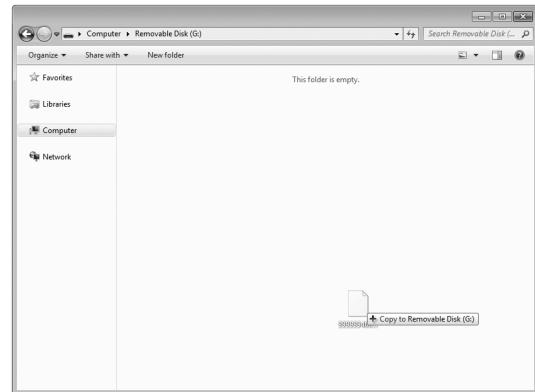 Computer ▸ Removable Disk (G:)
Search Removable Disk (...
Organize ▾ Share with ▾ New folder
Favorites
This folder is empty.
Libraries
Computer
Network
Copy to Removable Disk (G:)